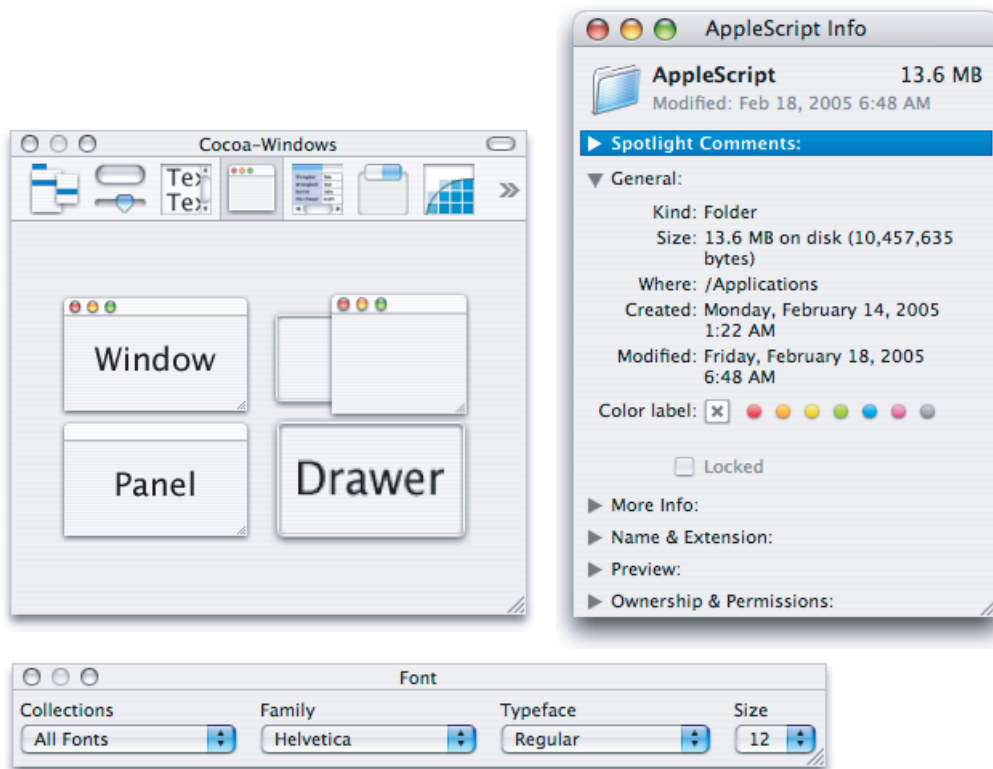 Cocoa-Windows
Tex
Tex
Window
Panel
Drawer
AppleScript Info
AppleScript 13.6 MB
Modified: Feb 18, 2005 6:48 AM
Spotlight Comments:
General:
Kind: Folder
Size: 13.6 MB on disk (10,457,635
bytes)
Where: /Applications
Created: Monday, February 14, 2005
1:22 AM
Modified: Friday, February 18, 2005
6:48 AM
Color label:
Locked
More Info:
Name & Extension:
Preview:
Ownership & Permissions:
Font
Collections Family Typeface Size
All Fonts Helvetica Regular 12